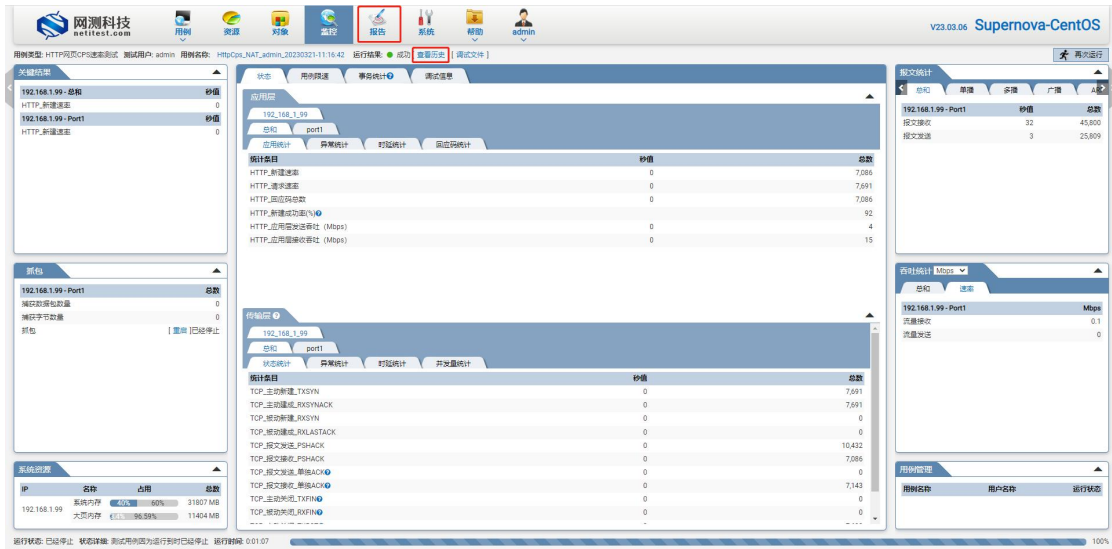 网测科技
netitest.com
用例
资源
对象
监控
报告
系统
帮助
admin
V23.03.06 Supernova-CentOS
用例类型: HTTP网页CPS速率测试 测试用户: admin 用例名称: HttpCps_NAT_admin_20230321-11:16:42 运行结果: 成功 查看历史 [ 调试文件 ]
再次运行
关键结果
192.168.1.99 - 总和 秒值
HTTP_新建速率 0
192.168.1.99 - Port1 秒值
HTTP_新建速率 0
抓包
192.168.1.99 - Port1 总数
捕获数据包数量 0
捕获字节数量 0
抓包 [ 重启 ]已经停止
系统资源
IP 名称 占用 总数
192.168.1.99
系统内存 40% 60% 31807 MB
大页内存 96.59% 11404 MB
状态 用例限速 事务统计 调试信息
应用层
192_168_1_99
总和 port1
应用统计 异常统计 时延统计 回应码统计
统计条目 秒值 总数
HTTP_新建速率 0 7,086
HTTP_请求速率 0 7,691
HTTP_回应码总数 0 7,086
HTTP_新建成功率(%) 92
HTTP_应用层发送吞吐 (Mbps) 0 4
HTTP_应用层接收吞吐 (Mbps) 0 15
传输层
192_168_1_99
总和 port1
状态统计 异常统计 时延统计 并发量统计
统计条目 秒值 总数
TCP_主动新建_TXSYN 0 7,691
TCP_主动建成_RXSYNACK 0 7,691
TCP_被动新建_RXSYN 0 0
TCP_被动建成_RXLASTACK 0 0
TCP_报文发送_PSHACK 0 10,432
TCP_报文接收_PSHACK 0 7,086
TCP_报文发送_单独ACK 0 0
TCP_报文接收_单独ACK 0 7,143
TCP_主动关闭_TXFIN 0 0
TCP_被动关闭_RXFIN 0 0
报文统计
总和 单播 多播 广播
192.168.1.99 - Port1 秒值 总数
报文接收 32 45,800
报文发送 3 25,809
吞吐统计 Mbps
总和 速率
192.168.1.99 - Port1 Mbps
流量接收 0.1
流量发送 0
用例管理
用例名称 用户名称 运行状态
运行状态: 已经停止 状态详细: 测试用例因为运行到时已经停止 运行时间: 0:01:07
100%